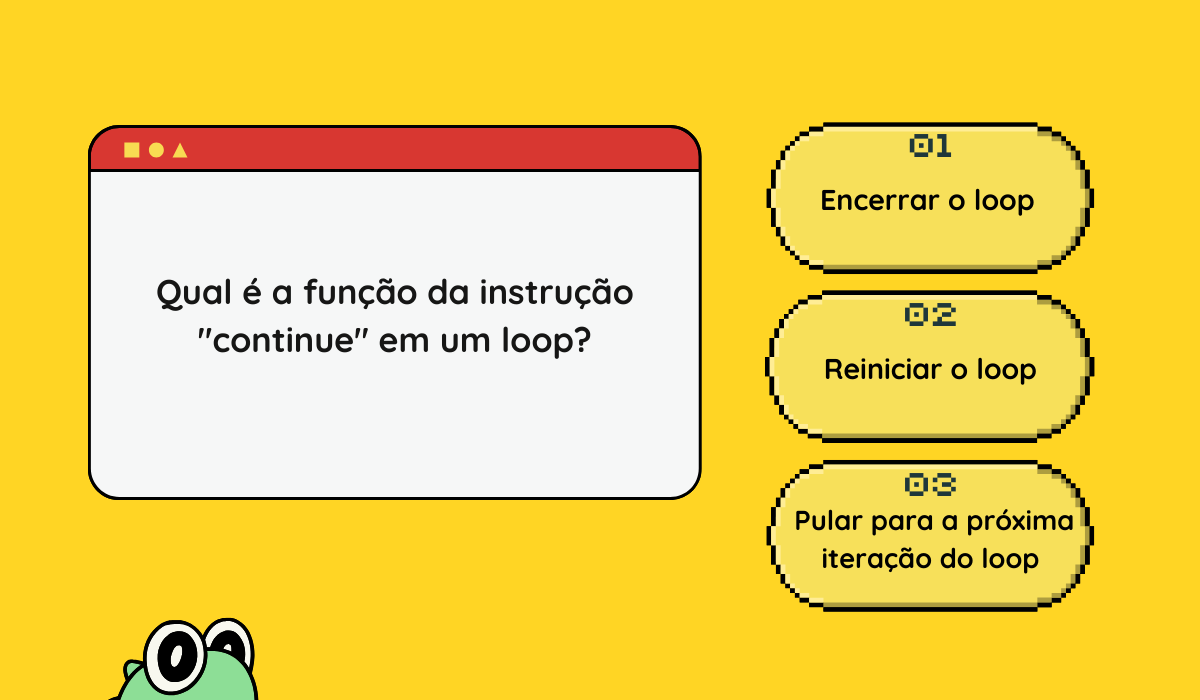 Qual é a função da instrução
"continue" em um loop?
01
Encerrar o loop
02
Reiniciar o loop
03
Pular para a próxima
iteração do loop